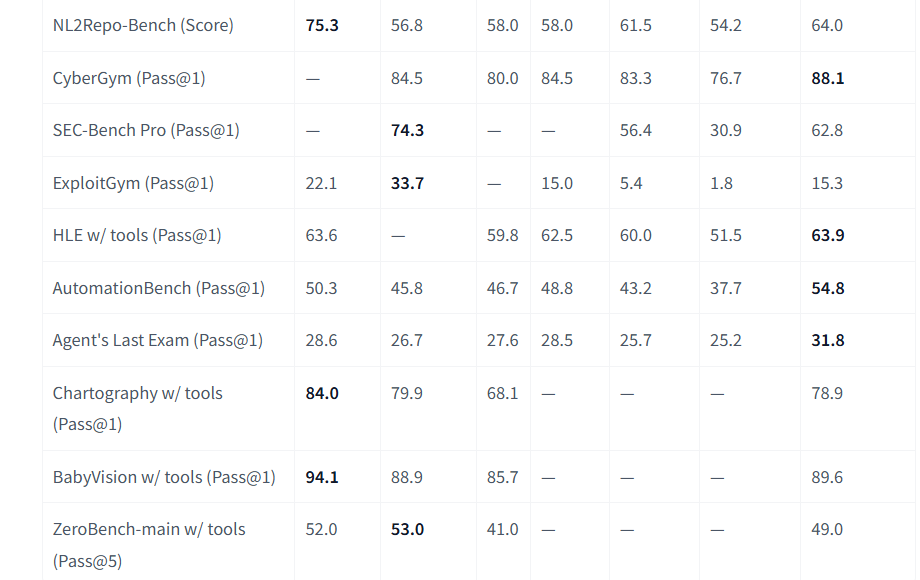 NL2Repo-Bench (Score) 75.3 56.8 58.0 58.0 61.5 54.2 64.0
CyberGym (Pass@1) — 84.5 80.0 84.5 83.3 76.7 88.1
SEC-Bench Pro (Pass@1) — 74.3 — — 56.4 30.9 62.8
ExploitGym (Pass@1) 22.1 33.7 — 15.0 5.4 1.8 15.3
HLE w/ tools (Pass@1) 63.6 — 59.8 62.5 60.0 51.5 63.9
AutomationBench (Pass@1) 50.3 45.8 46.7 48.8 43.2 37.7 54.8
Agent's Last Exam (Pass@1) 28.6 26.7 27.6 28.5 25.7 25.2 31.8
Chartography w/ tools 84.0 79.9 68.1 — — — 78.9
(Pass@1)
BabyVision w/ tools (Pass@1) 94.1 88.9 85.7 — — — 89.6
ZeroBench-main w/ tools 52.0 53.0 41.0 — — — 49.0
(Pass@5)